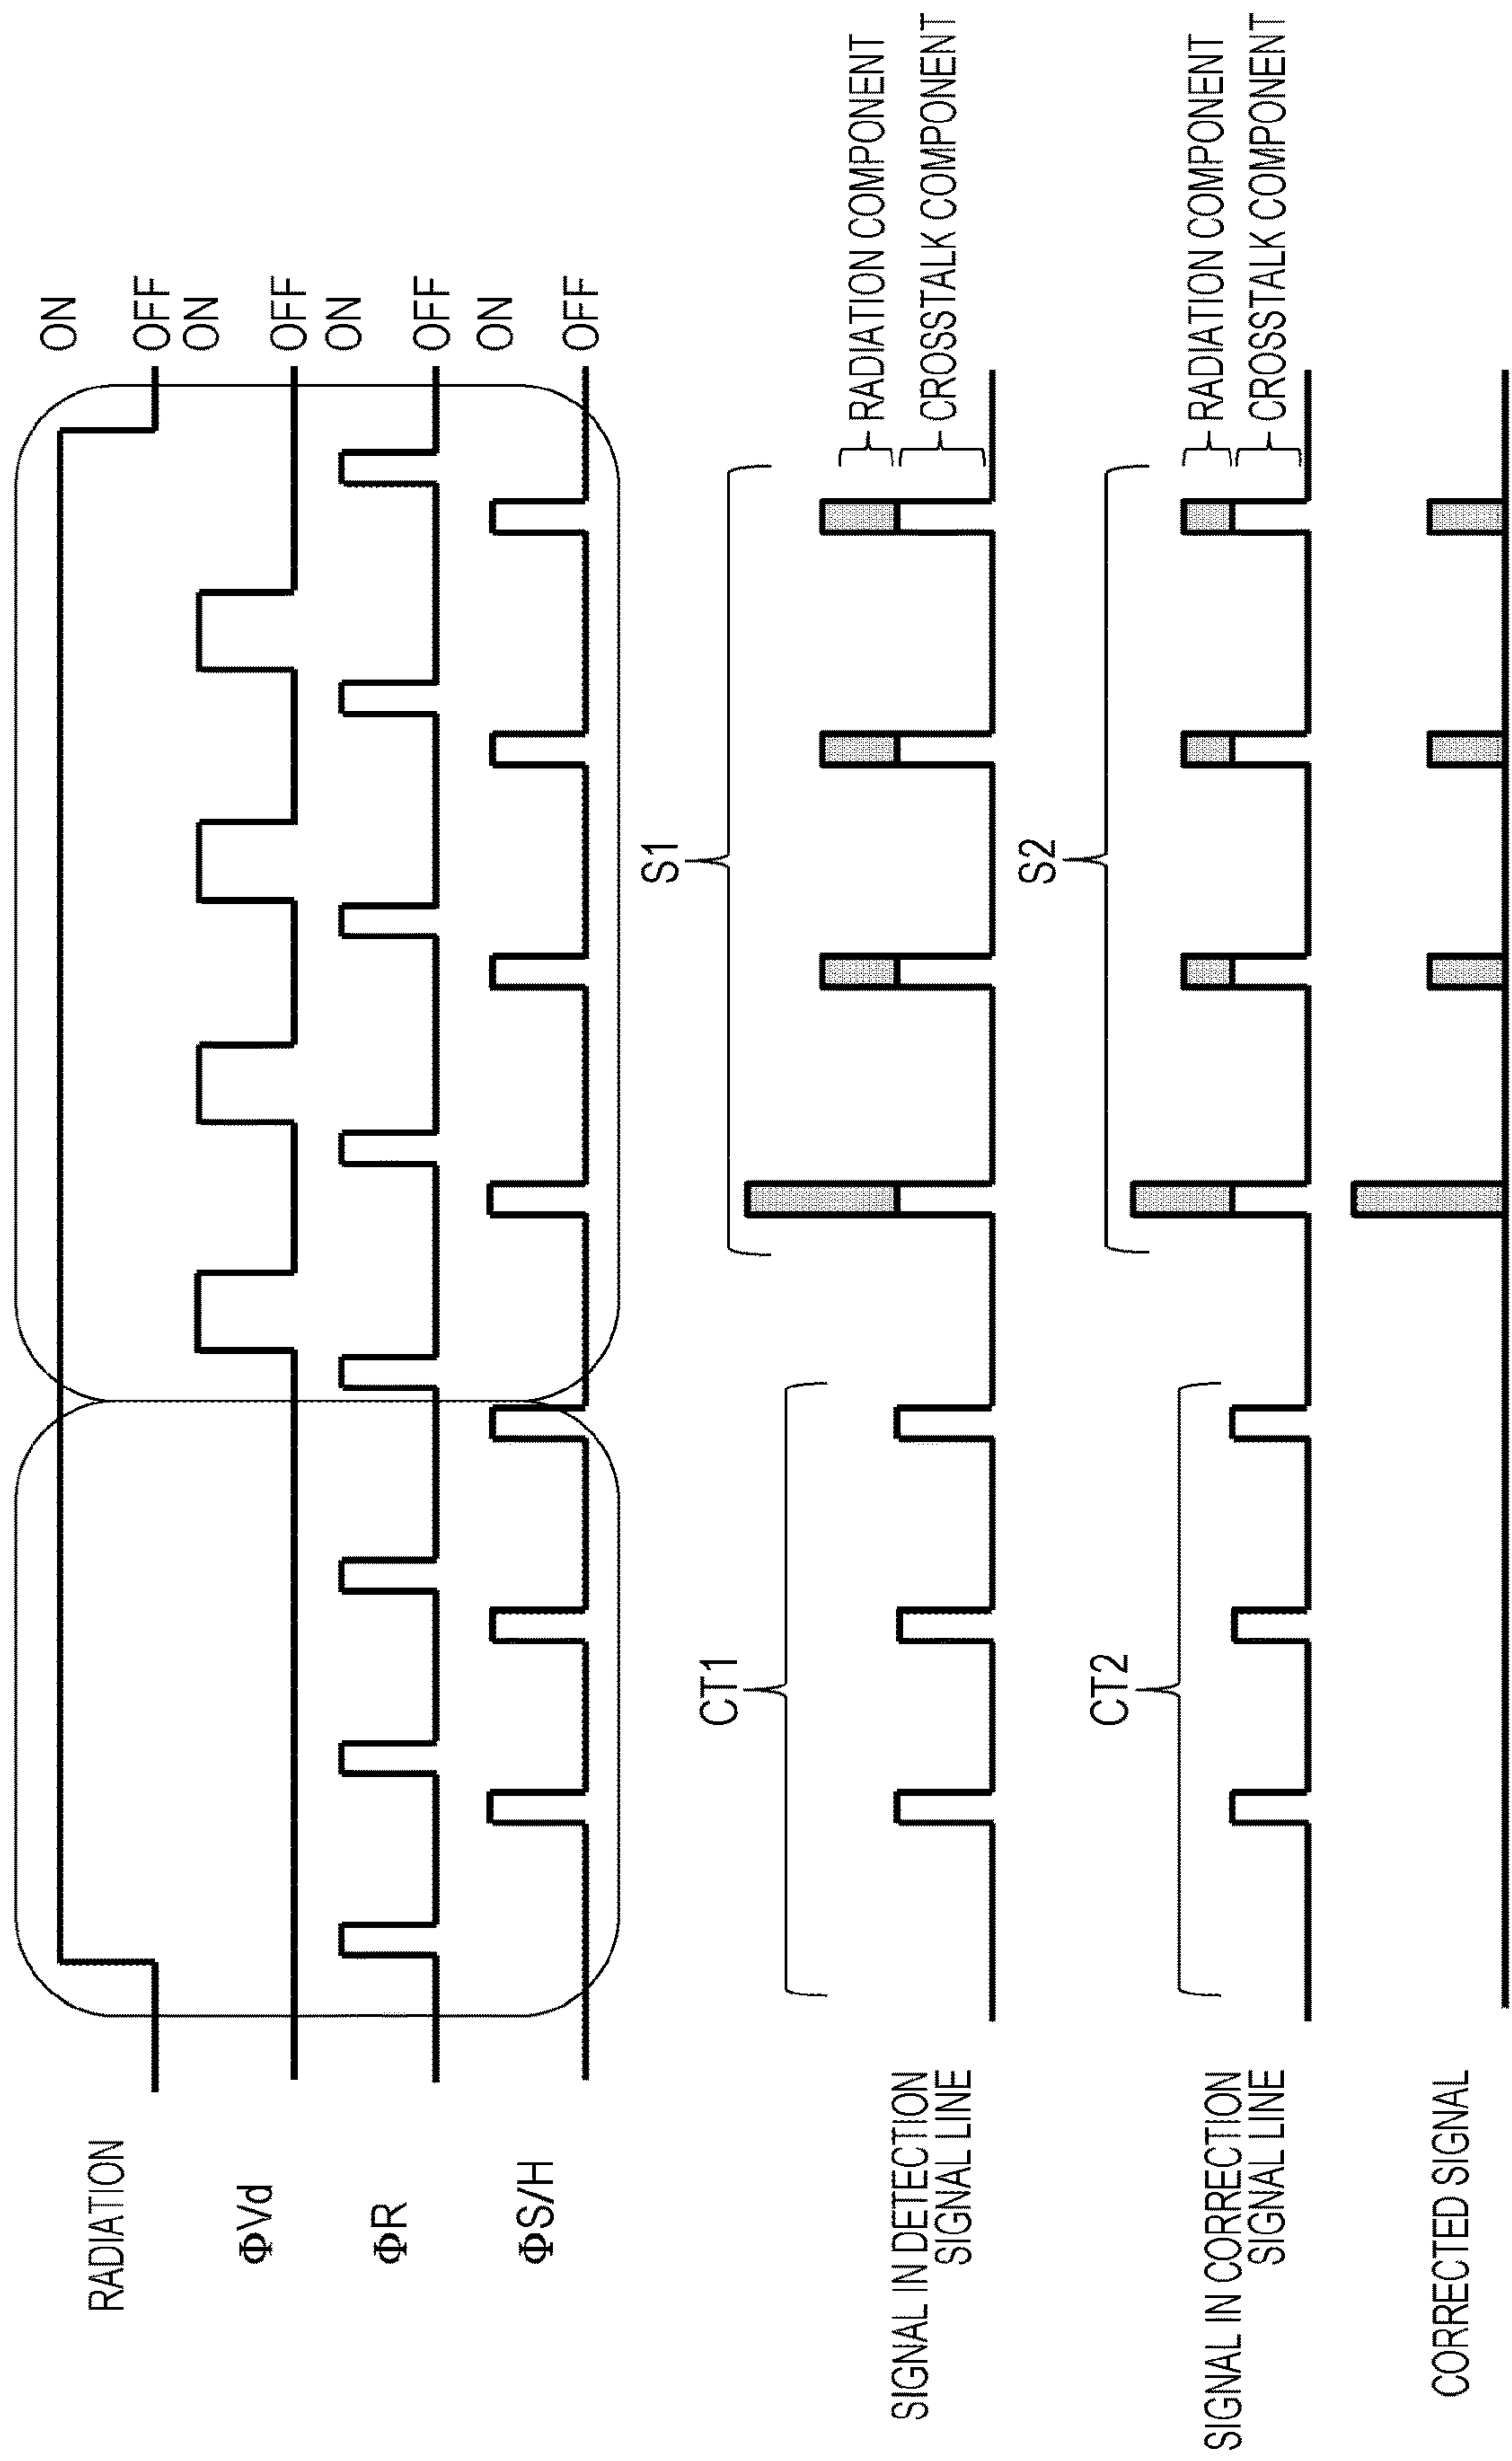 RADIATION
ON
OFF
ΦVd
ON
OFF
ΦR
ON
OFF
ΦS/H
ON
OFF
CT1
S1
SIGNAL IN DETECTION
SIGNAL LINE
RADIATION COMPONENT
CROSSTALK COMPONENT
CT2
S2
SIGNAL IN CORRECTION
SIGNAL LINE
RADIATION COMPONENT
CROSSTALK COMPONENT
CORRECTED SIGNAL